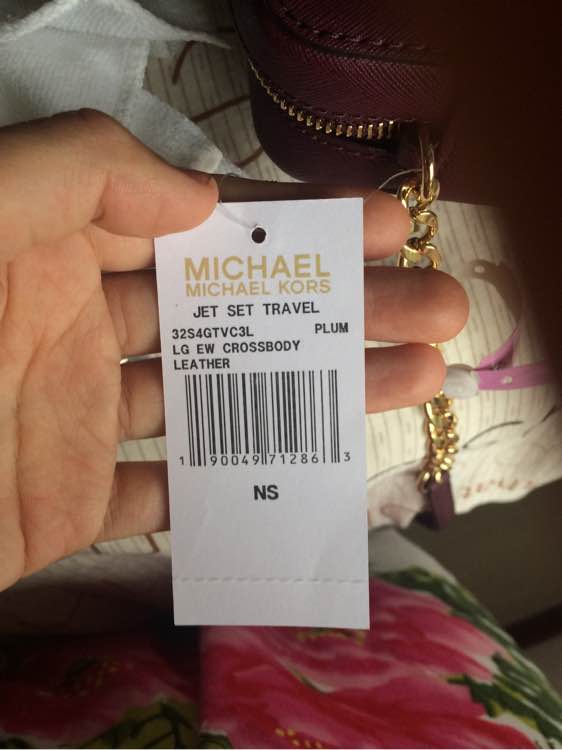 MICHAEL
MICHAEL KORS
JET SET TRAVEL
32S4GTVC3L PLUM
LG EW CROSSBODY
LEATHER
1 90049 71286 3
NS